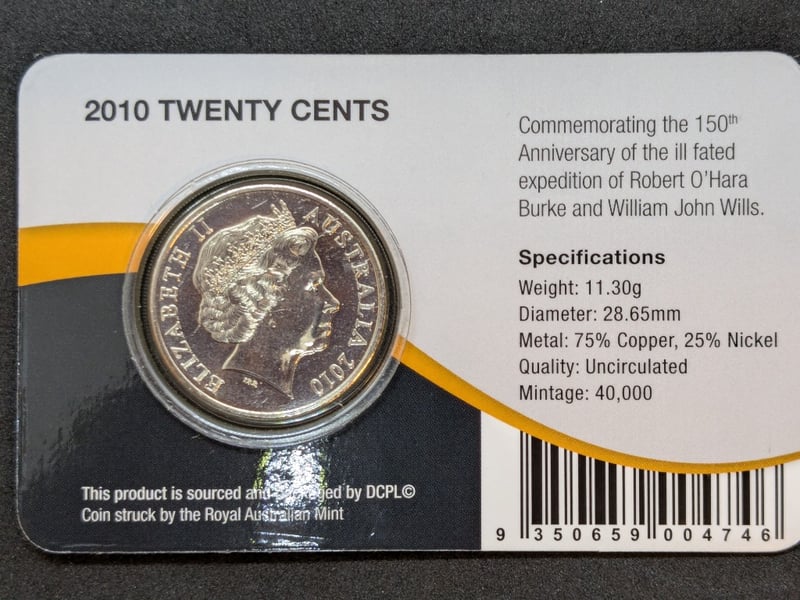 2010 TWENTY CENTS
Commemorating the 150th
Anniversary of the ill fated
expedition of Robert O'Hara
Burke and William John Wills.
Specifications
Weight: 11.30g
Diameter: 28.65mm
Metal: 75% Copper, 25% Nickel
Quality: Uncirculated
Mintage: 40,000
ELIZABETH II AUSTRALIA 2010
IRB
This product is sourced and packaged by DCPL©
Coin struck by the Royal Australian Mint
9 350659 004746